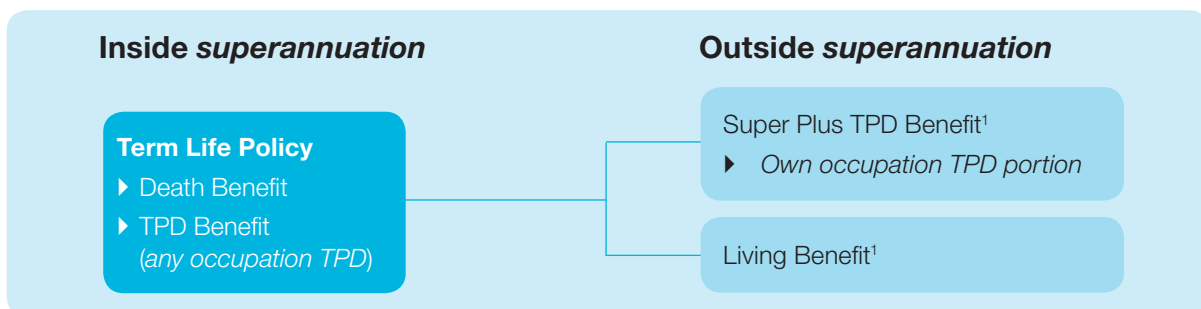 Inside superannuation
Outside superannuation
Term Life Policy
▸ Death Benefit
▸ TPD Benefit
(any occupation TPD)
Super Plus TPD Benefit¹
▸ Own occupation TPD portion
Living Benefit¹